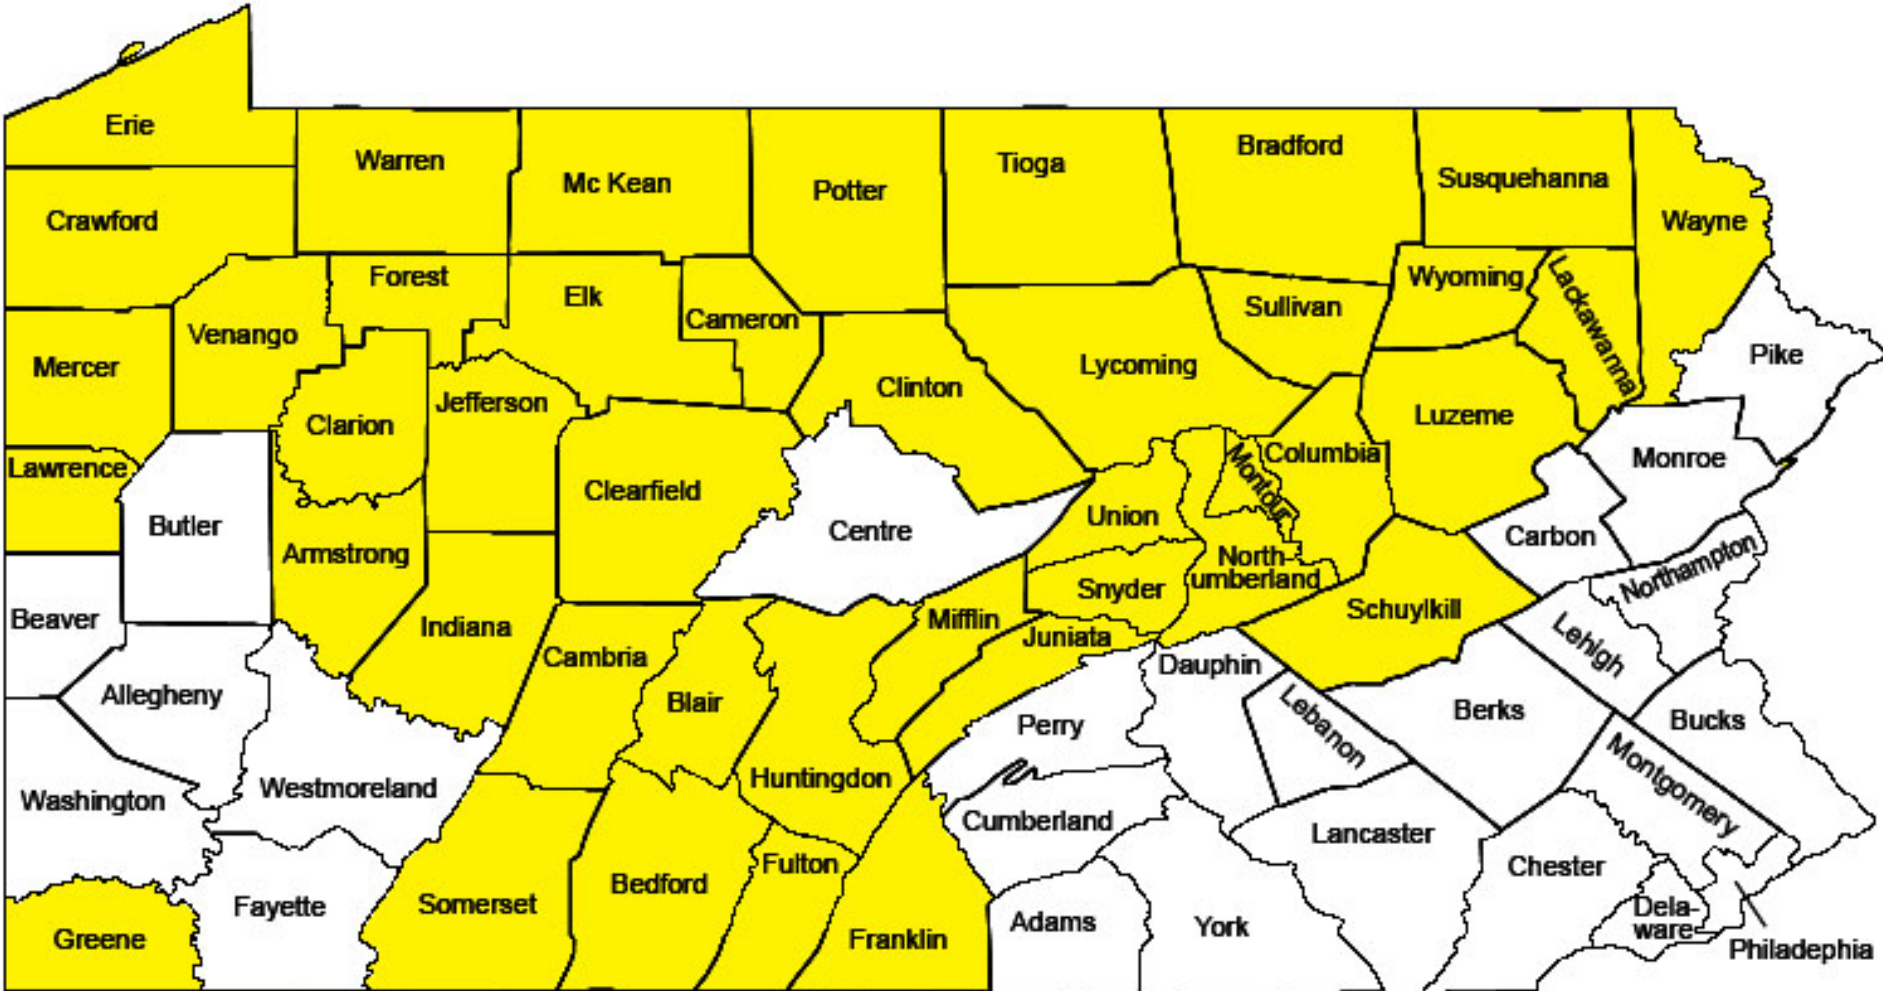 Erie
Warren
Mc Kean
Potter
Tioga
Bradford
Susquehanna
Wayne
Crawford
Forest
Elk
Cameron
Venango
Mercer
Lawrence
Clarion
Jefferson
Clinton
Lycoming
Sullivan
Wyoming
Lackawanna
Pike
Luzeme
Columbia
Montour
Monroe
Clearfield
Centre
Union
Carbon
Butler
Armstrong
Snyder
North-
umberland
Northampton
Beaver
Indiana
Cambria
Mifflin
Juniata
Schuylkill
Lehigh
Allegheny
Blair
Perry
Dauphin
Lebanon
Berks
Bucks
Washington
Westmoreland
Huntingdon
Cumberland
Lancaster
Montgomery
Greene
Fayette
Somerset
Bedford
Fulton
Franklin
Adams
York
Chester
Dela-
ware
Philadephia